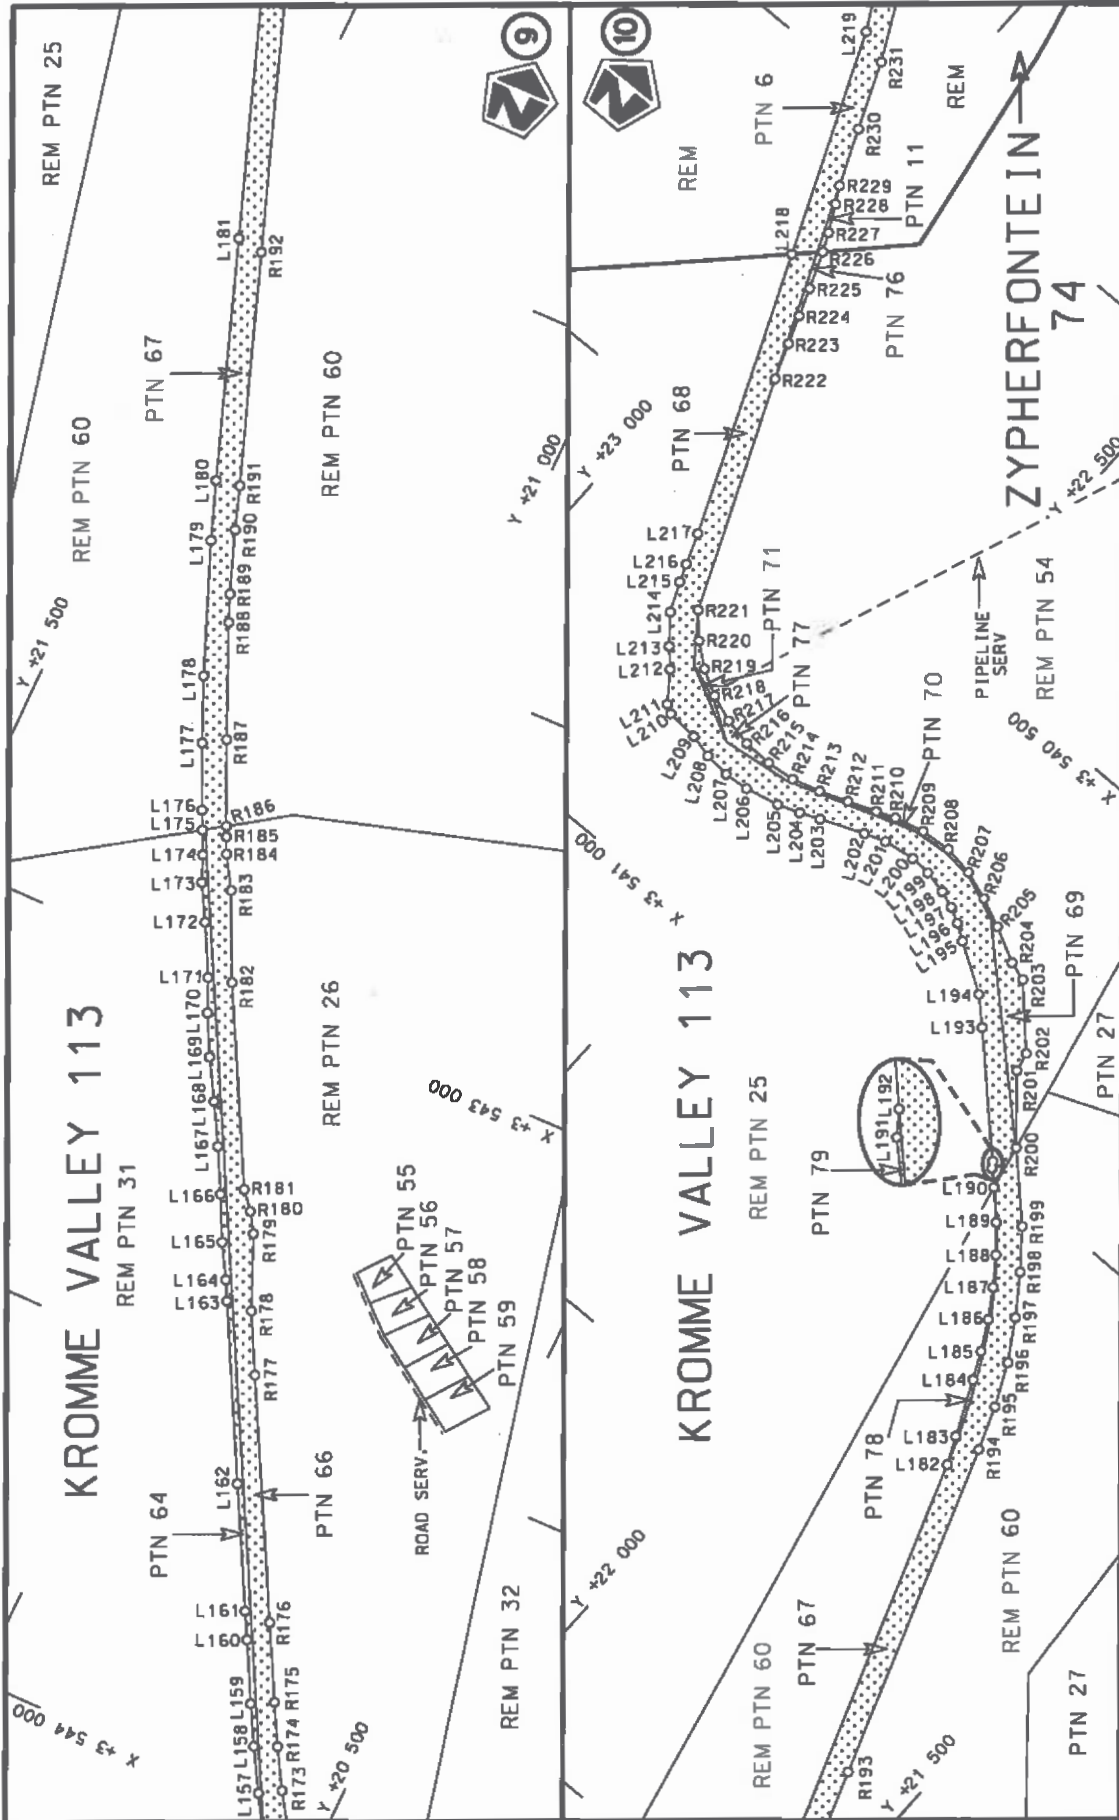 9
REM PTN 25
L181
R192
PTN 67
REM PTN 60
REM PTN 60
L180
R191
L179
R190
R189
R188
Y +21 000
Y +21 500
L178
L177
R187
L176
L175
R186
R185
L174
R184
L173
R183
L172
L171
R182
L170
L169
L168
L167
KROMME VALLEY 113
REM PTN 31
REM PTN 26
X +3 543 000
L166
R181
R180
L165
R179
L164
L163
R178
R177
PTN 55
PTN 56
PTN 57
PTN 58
PTN 59
ROAD SERV.
L162
PTN 64
PTN 66
L161
R176
L160
REM PTN 32
L159
R175
L158
R174
L157
R173
X +3 544 000
Y +20 500
10
L219
R231
PTN 6
REM
REM
R230
R229
R228
PTN 11
L218
R227
R226
R225
PTN 76
R224
R223
R222
PTN 68
ZYPHERFONTEIN
74
Y +23 000
Y +22 500
L217
L216
L215
L214
L213
L212
L211
L210
L209
L208
L207
L206
L205
L204
L203
L202
L201
L200
L199
L198
L197
L196
L195
L194
L193
R221
R220
R219
R218
R217
R216
R215
R214
R213
R212
R211
R210
R209
R208
R207
R206
R205
R204
R203
R202
R201
R200
PTN 71
PTN 77
PTN 70
PTN 69
PIPELINE
SERV
REM PTN 54
X +3 540 500
X +3 541 000
KROMME VALLEY 113
REM PTN 25
PTN 79
L191
L192
PTN 27
L190
L189
R199
L188
R198
L187
R197
L186
R196
L185
R195
L184
R194
L183
L182
PTN 78
Y +22 000
PTN 67
REM PTN 60
REM PTN 60
PTN 27
R193
Y +21 500